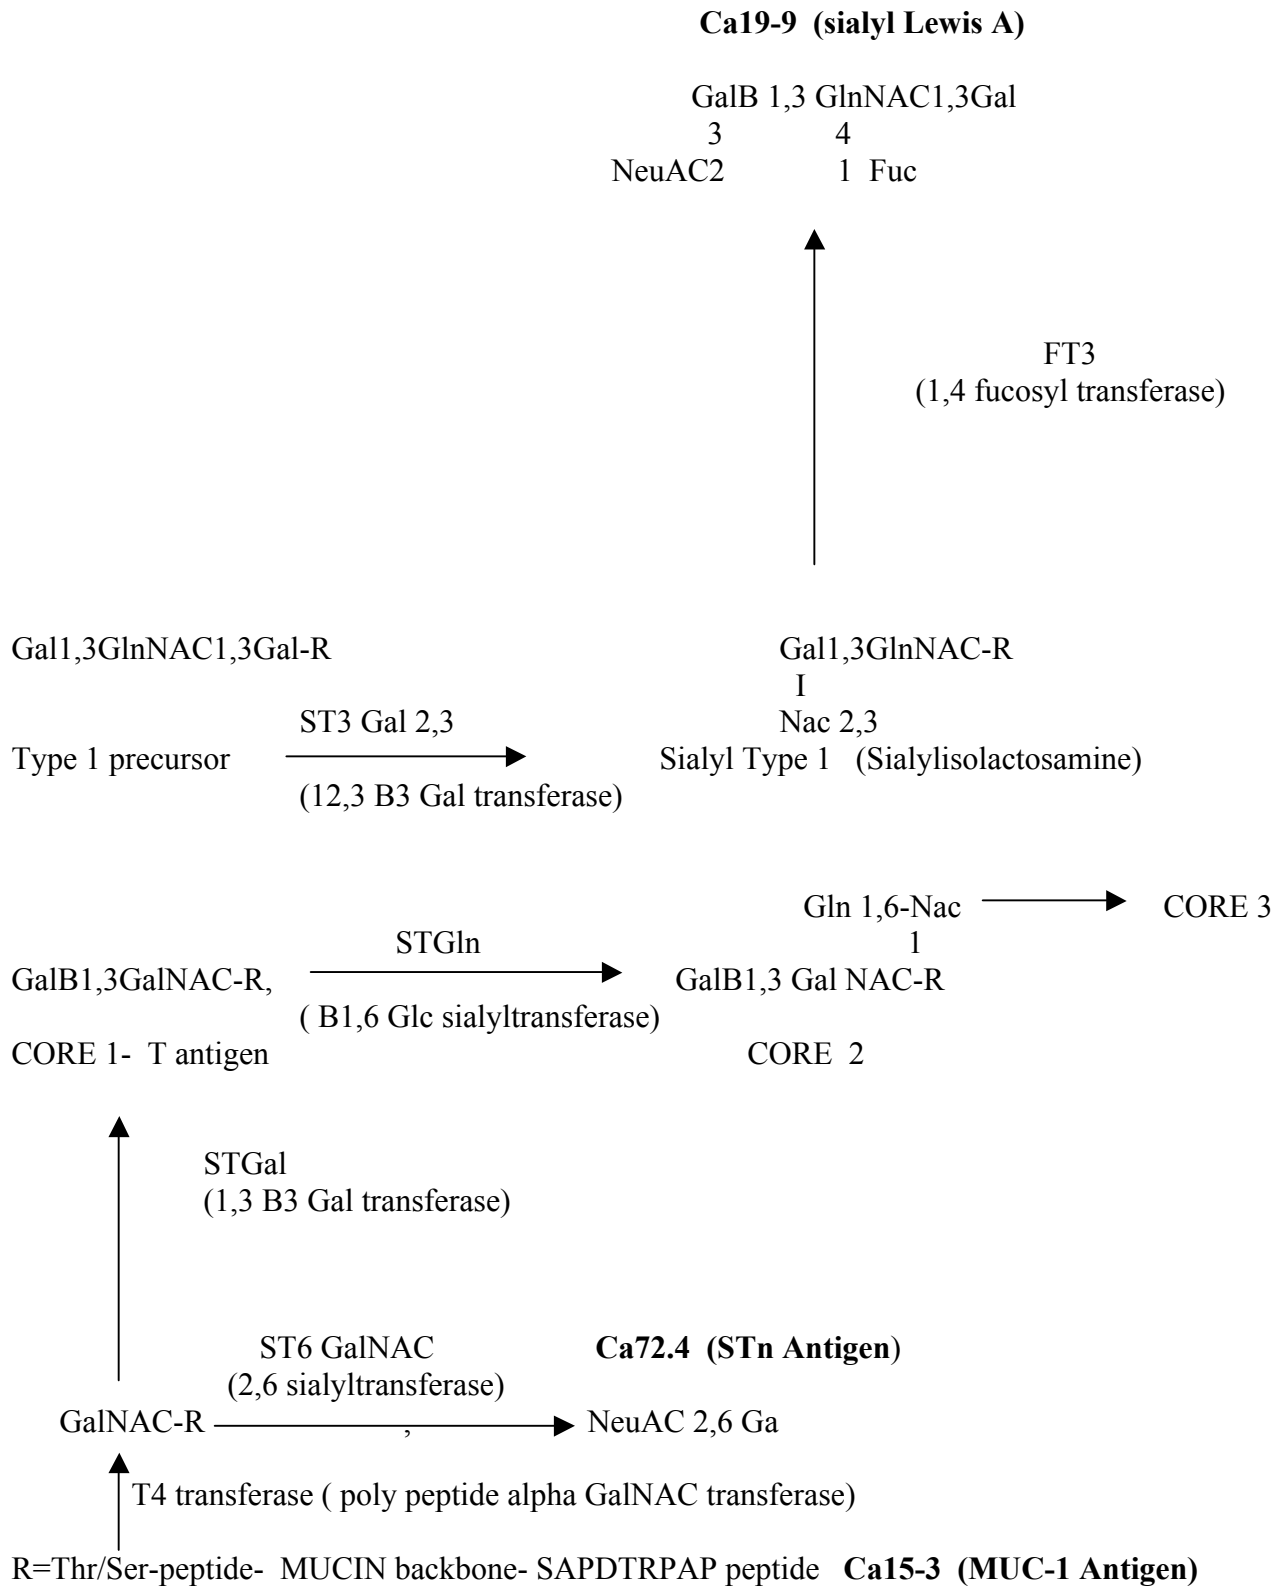 Ca19-9 (sialyl Lewis A)
GalB 1,3 GlnNAC1,3Gal
3 4
NeuAC2 1 Fuc
FT3
(1,4 fucosyl transferase)
Gal1,3GlnNAC1,3Gal-R Gal1,3GlnNAC-R
I
ST3 Gal 2,3 Nac 2,3
Type 1 precursor Sialyl Type 1 (Sialylisolactosamine)
(12,3 B3 Gal transferase)
Gln 1,6-Nac CORE 3
STGln 1
GalB1,3GalNAC-R, GalB1,3 Gal NAC-R
( B1,6 Glc sialyltransferase)
CORE 1- T antigen CORE 2
STGal
(1,3 B3 Gal transferase)
ST6 GalNAC Ca72.4 (STn Antigen)
(2,6 sialyltransferase)
GalNAC-R , NeuAC 2,6 Ga
T4 transferase ( poly peptide alpha GalNAC transferase)
R=Thr/Ser-peptide- MUCIN backbone- SAPDTRPAP peptide Ca15-3 (MUC-1 Antigen)